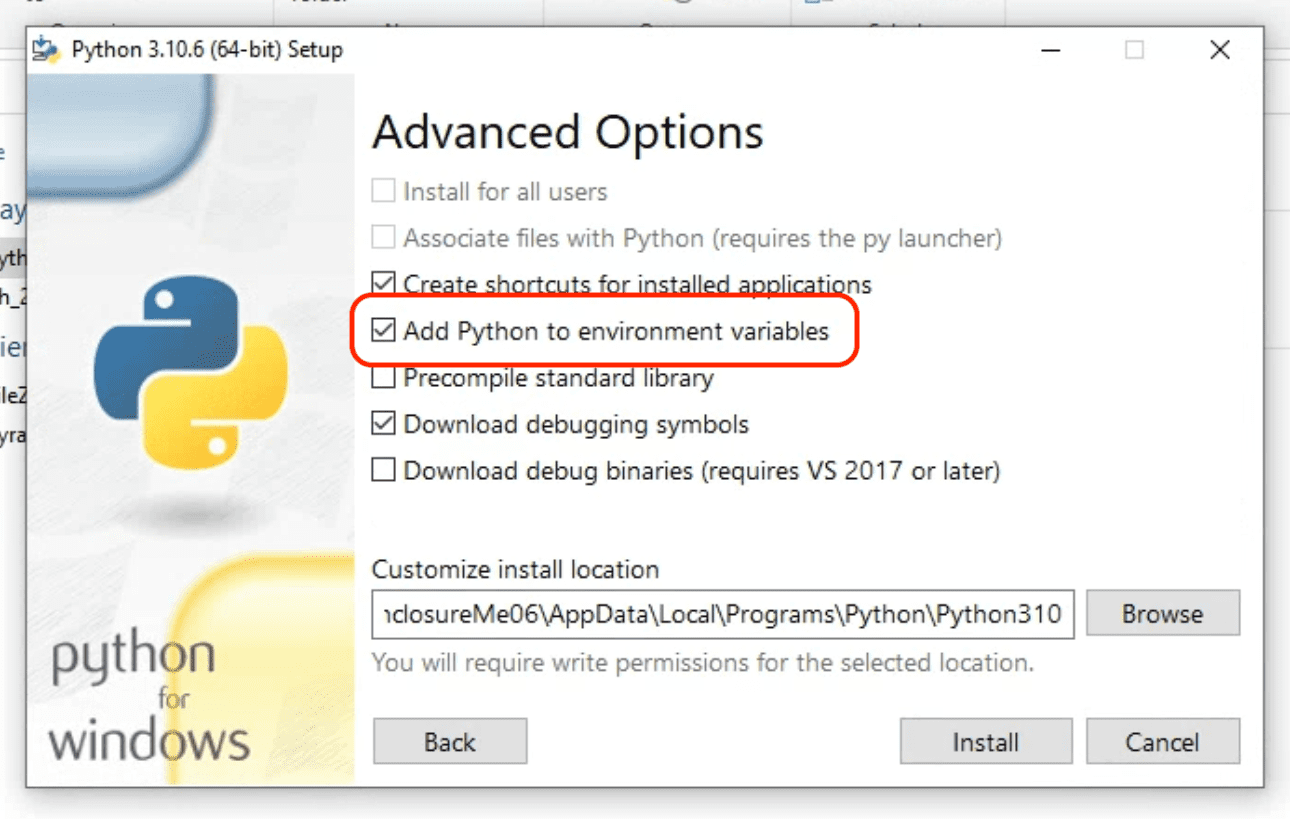 Python 3.10.6 (64-bit) Setup
Advanced Options
Install for all users
Associate files with Python (requires the py launcher)
Create shortcuts for installed applications
Add Python to environment variables
Precompile standard library
Download debugging symbols
Download debug binaries (requires VS 2017 or later)
Customize install location
closureMe06\AppData\Local\Programs\Python\Python310
Browse
You will require write permissions for the selected location.
python
for
windows
Back
Install
Cancel